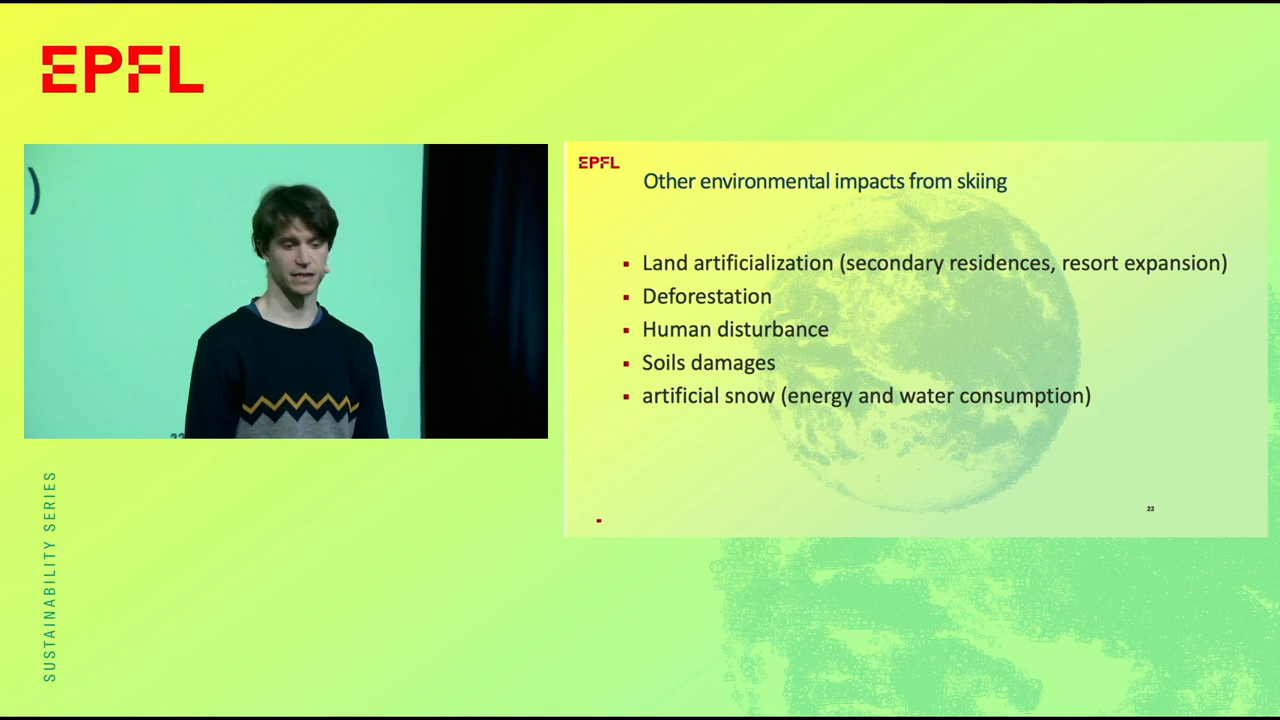 EPFL
)
22
EPFL
Other environmental impacts from skiing
Land artificialization (secondary residences, resort expansion)
Deforestation
Human disturbance
Soils damages
artificial snow (energy and water consumption)
22
SUSTAINABILITY SERIES